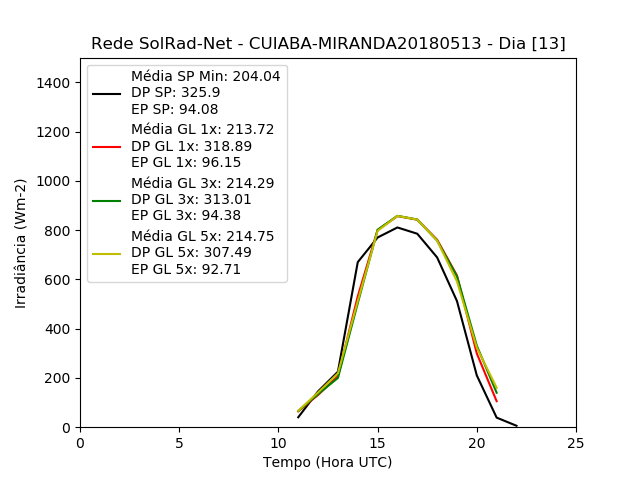 Rede SolRad-Net - CUIABA-MIRANDA20180513 - Dia [13]
Média SP Min: 204.04
DP SP: 325.9
EP SP: 94.08
Média GL 1x: 213.72
DP GL 1x: 318.89
EP GL 1x: 96.15
Média GL 3x: 214.29
DP GL 3x: 313.01
EP GL 3x: 94.38
Média GL 5x: 214.75
DP GL 5x: 307.49
EP GL 5x: 92.71
Irradiância (Wm-2)
1400
1200
1000
800
600
400
200
0
0 5 10 15 20 25
Tempo (Hora UTC)